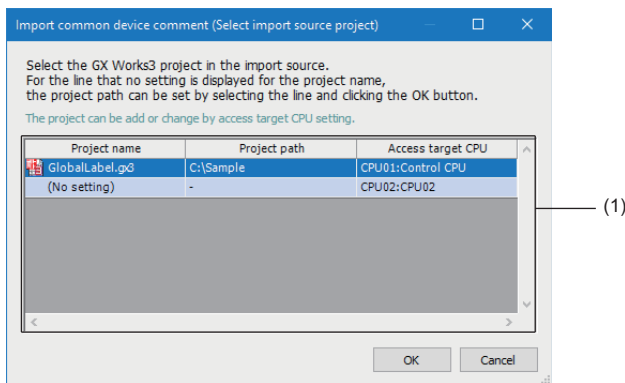 Import common device comment (Select import source project)
Select the GX Works3 project in the import source.
For the line that no setting is displayed for the project name,
the project path can be set by selecting the line and clicking the OK button.
The project can be add or change by access target CPU setting.
Project name Project path Access target CPU
GlobalLabel.gx3 C:\Sample CPU01:Control CPU
(No setting) - CPU02:CPU02
(1)
OK Cancel